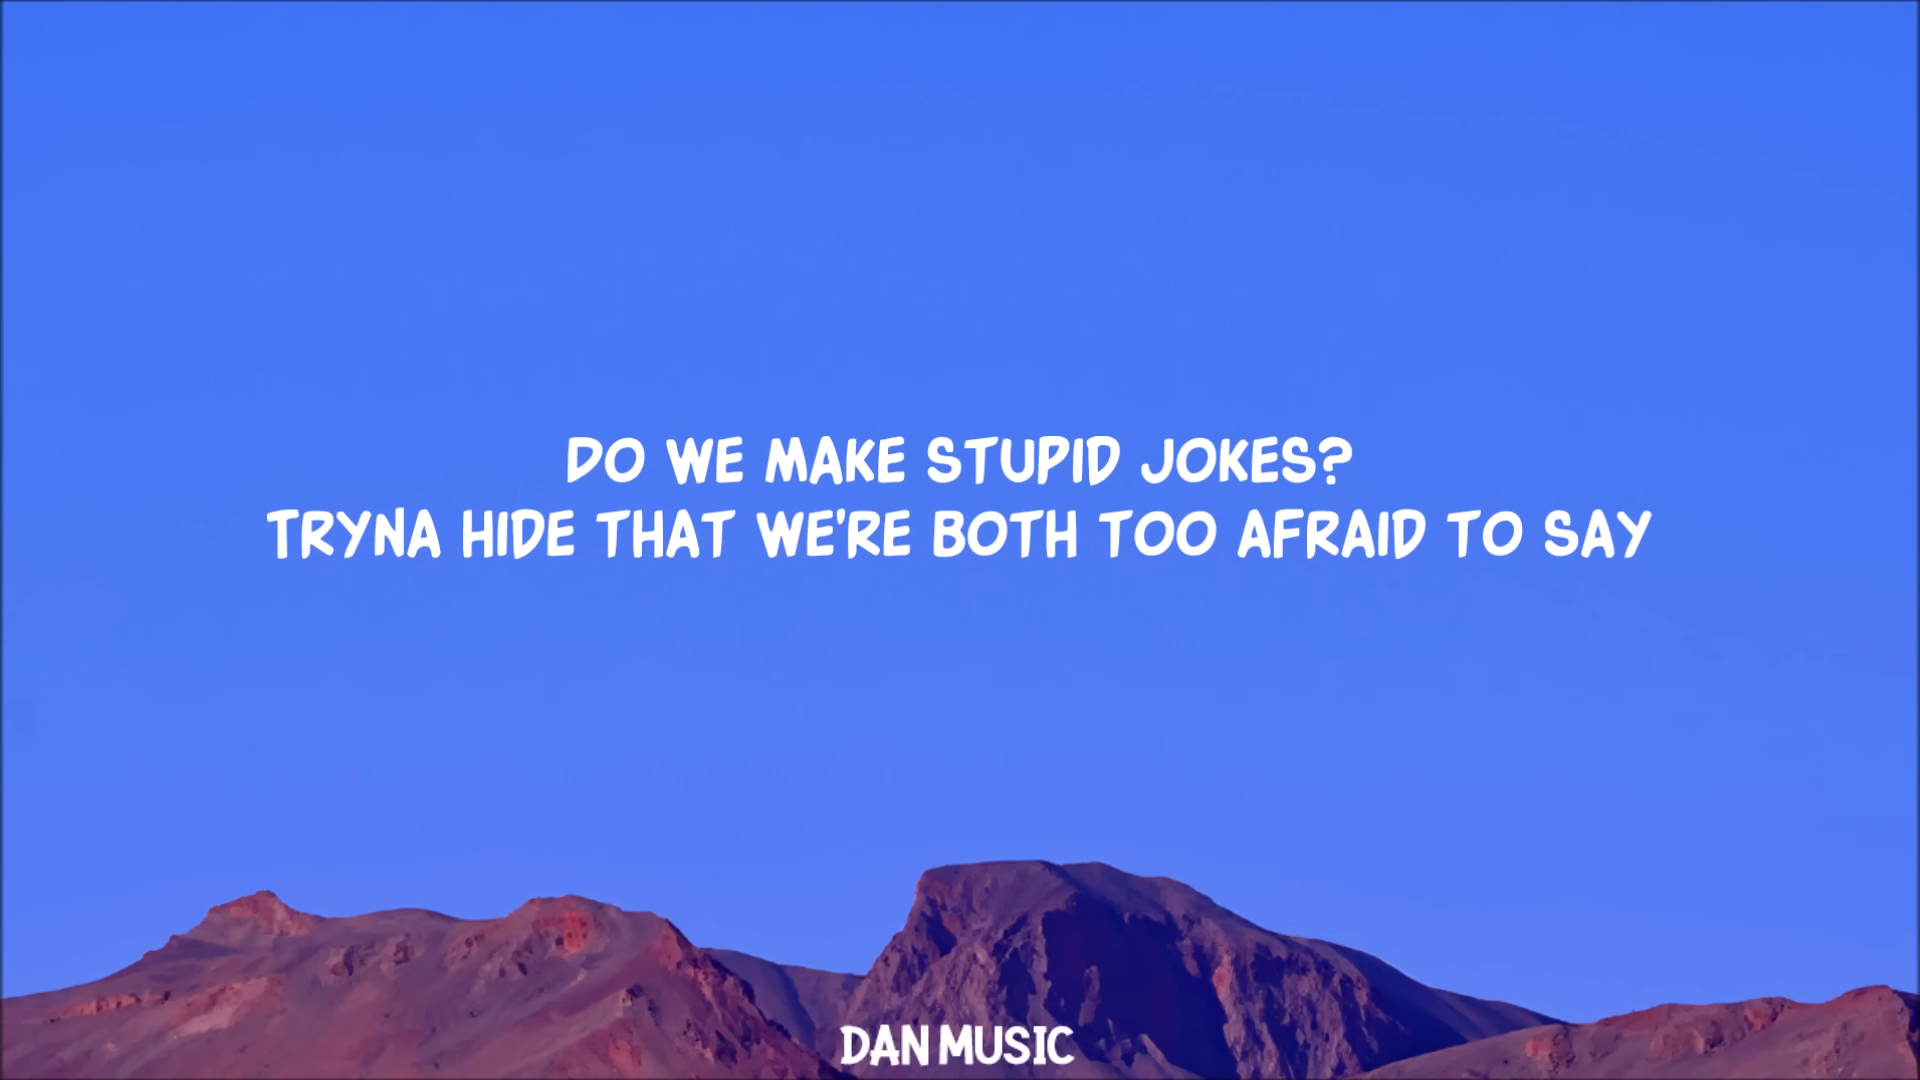 DO WE MAKE STUPID JOKES?
TRYNA HIDE THAT WE'RE BOTH TOO AFRAID TO SAY
DAN MUSIC